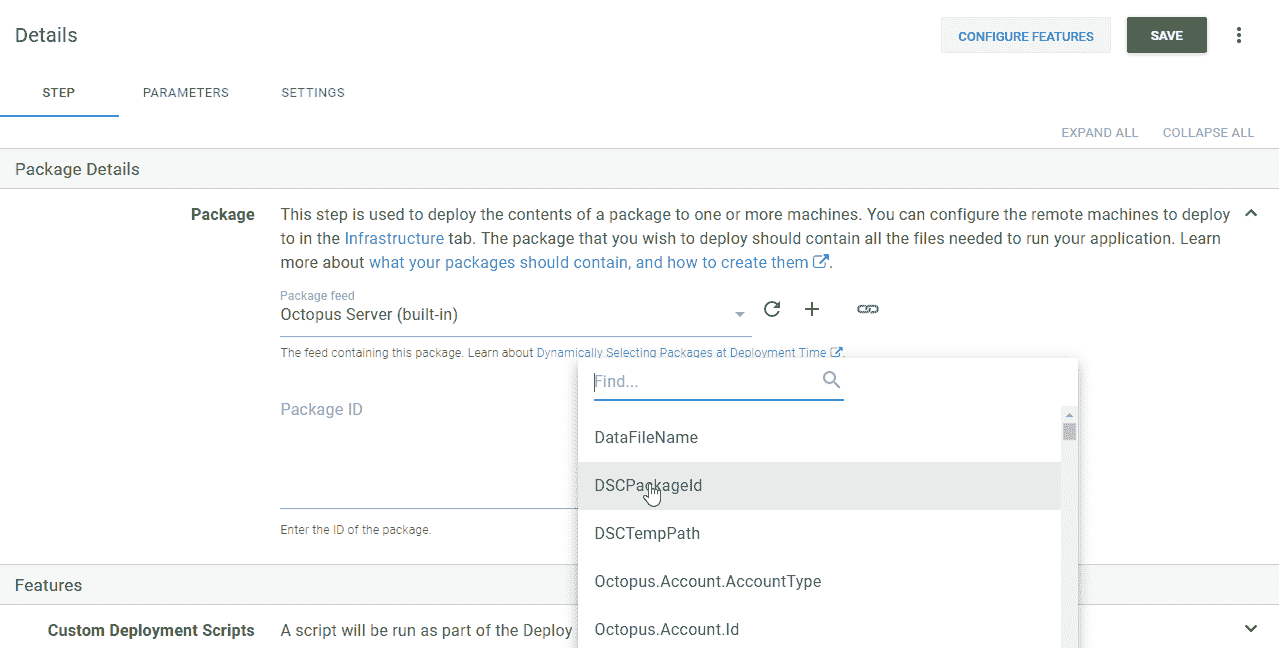 Details
CONFIGURE FEATURES
SAVE
STEP
PARAMETERS
SETTINGS
EXPAND ALL
COLLAPSE ALL
Package Details
Package
This step is used to deploy the contents of a package to one or more machines. You can configure the remote machines to deploy
to in the Infrastructure tab. The package that you wish to deploy should contain all the files needed to run your application. Learn
more about what your packages should contain, and how to create them .
Package feed
Octopus Server (built-in)
The feed containing this package. Learn about Dynamically Selecting Packages at Deployment Time .
Find...
Package ID
DataFileName
DSCPackageId
DSCTempPath
Enter the ID of the package.
Octopus.Account.AccountType
Features
Custom Deployment Scripts
A script will be run as part of the Deploy
Octopus.Account.Id